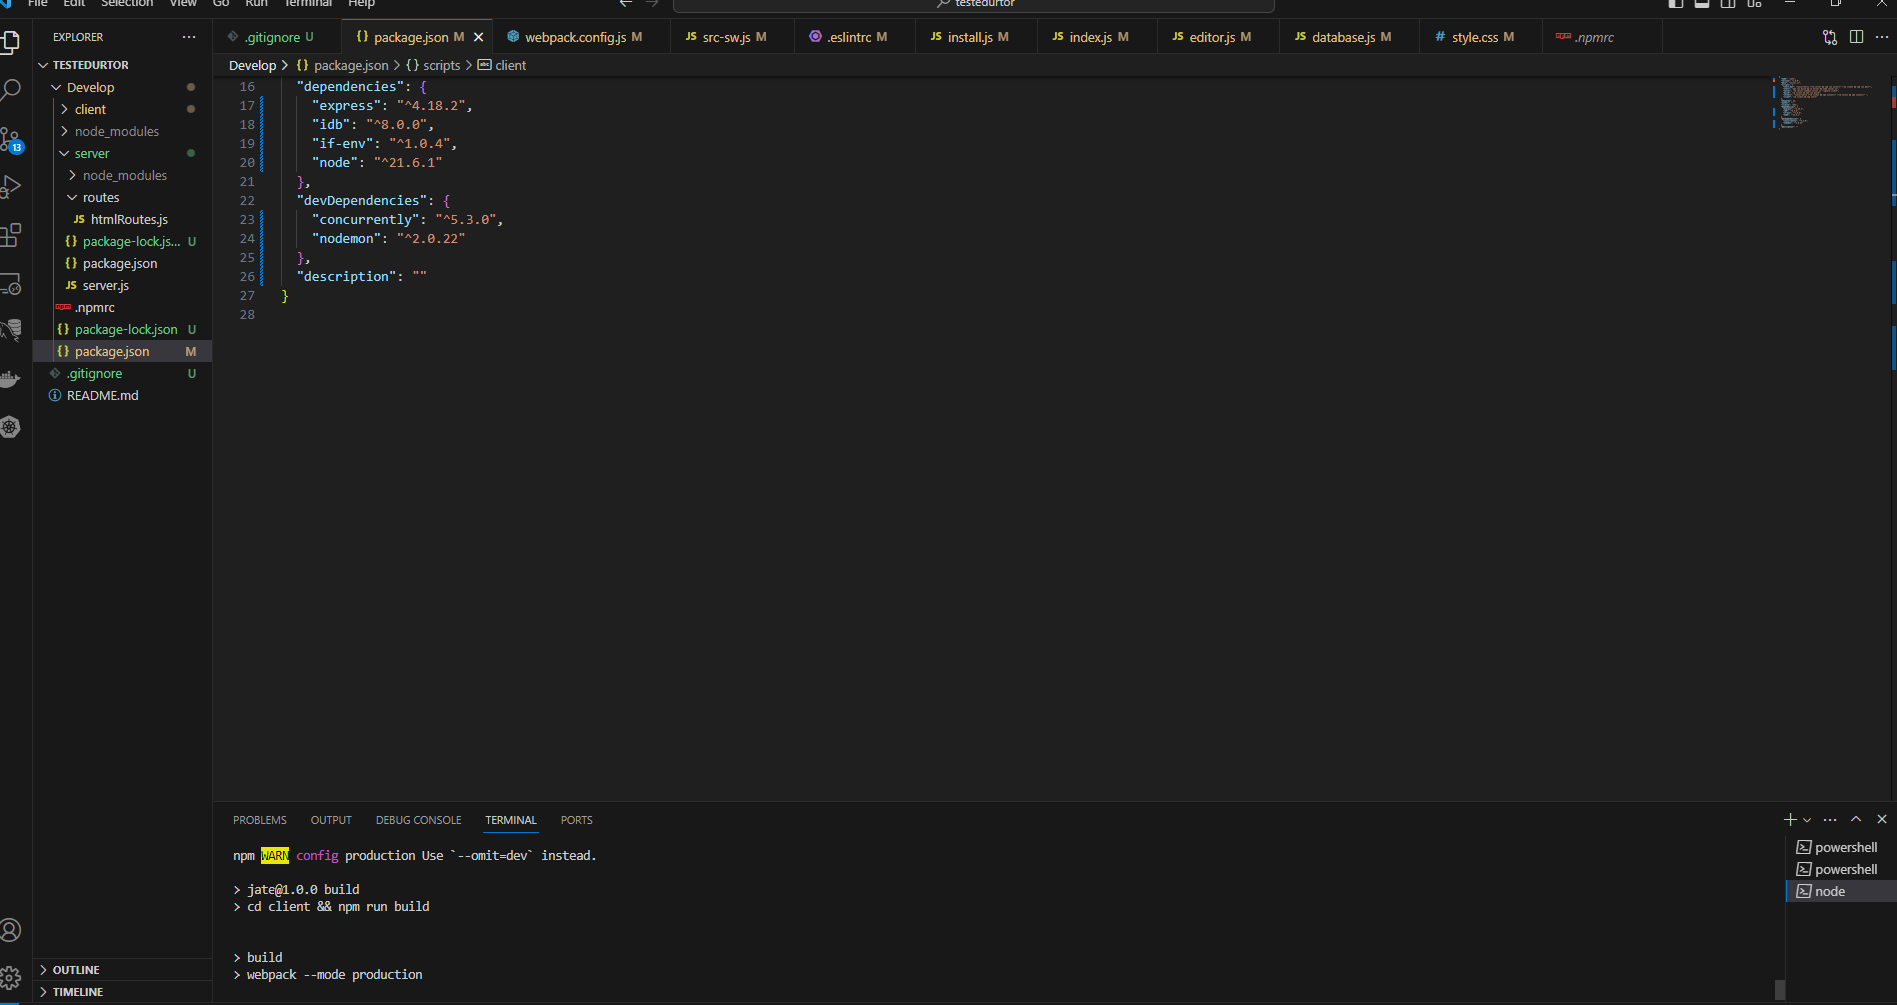 File Edit Selection View Go Run Terminal Help
testedurtor
EXPLORER
.gitignore U
package.json M
webpack.config.js M
src-sw.js M
.eslintrc M
install.js M
index.js M
editor.js M
database.js M
style.css M
.npmrc
Develop > {} package.json > {} scripts > client
TESTEDURTOR
Develop
client
node_modules
server
node_modules
routes
JS htmlRoutes.js
{} package-lock.js... U
{} package.json
JS server.js
.npmrc
{} package-lock.json U
{} package.json M
.gitignore U
README.md
13
16 "dependencies": {
17 "express": "^4.18.2",
18 "idb": "^8.0.0",
19 "if-env": "^1.0.4",
20 "node": "^21.6.1"
21 },
22 "devDependencies": {
23 "concurrently": "^5.3.0",
24 "nodemon": "^2.0.22"
25 },
26 "description": ""
27 }
28
PROBLEMS OUTPUT DEBUG CONSOLE TERMINAL PORTS
npm WARN config production Use `--omit=dev` instead.
> jate@1.0.0 build
> cd client && npm run build
> build
> webpack --mode production
powershell
powershell
node
OUTLINE
TIMELINE